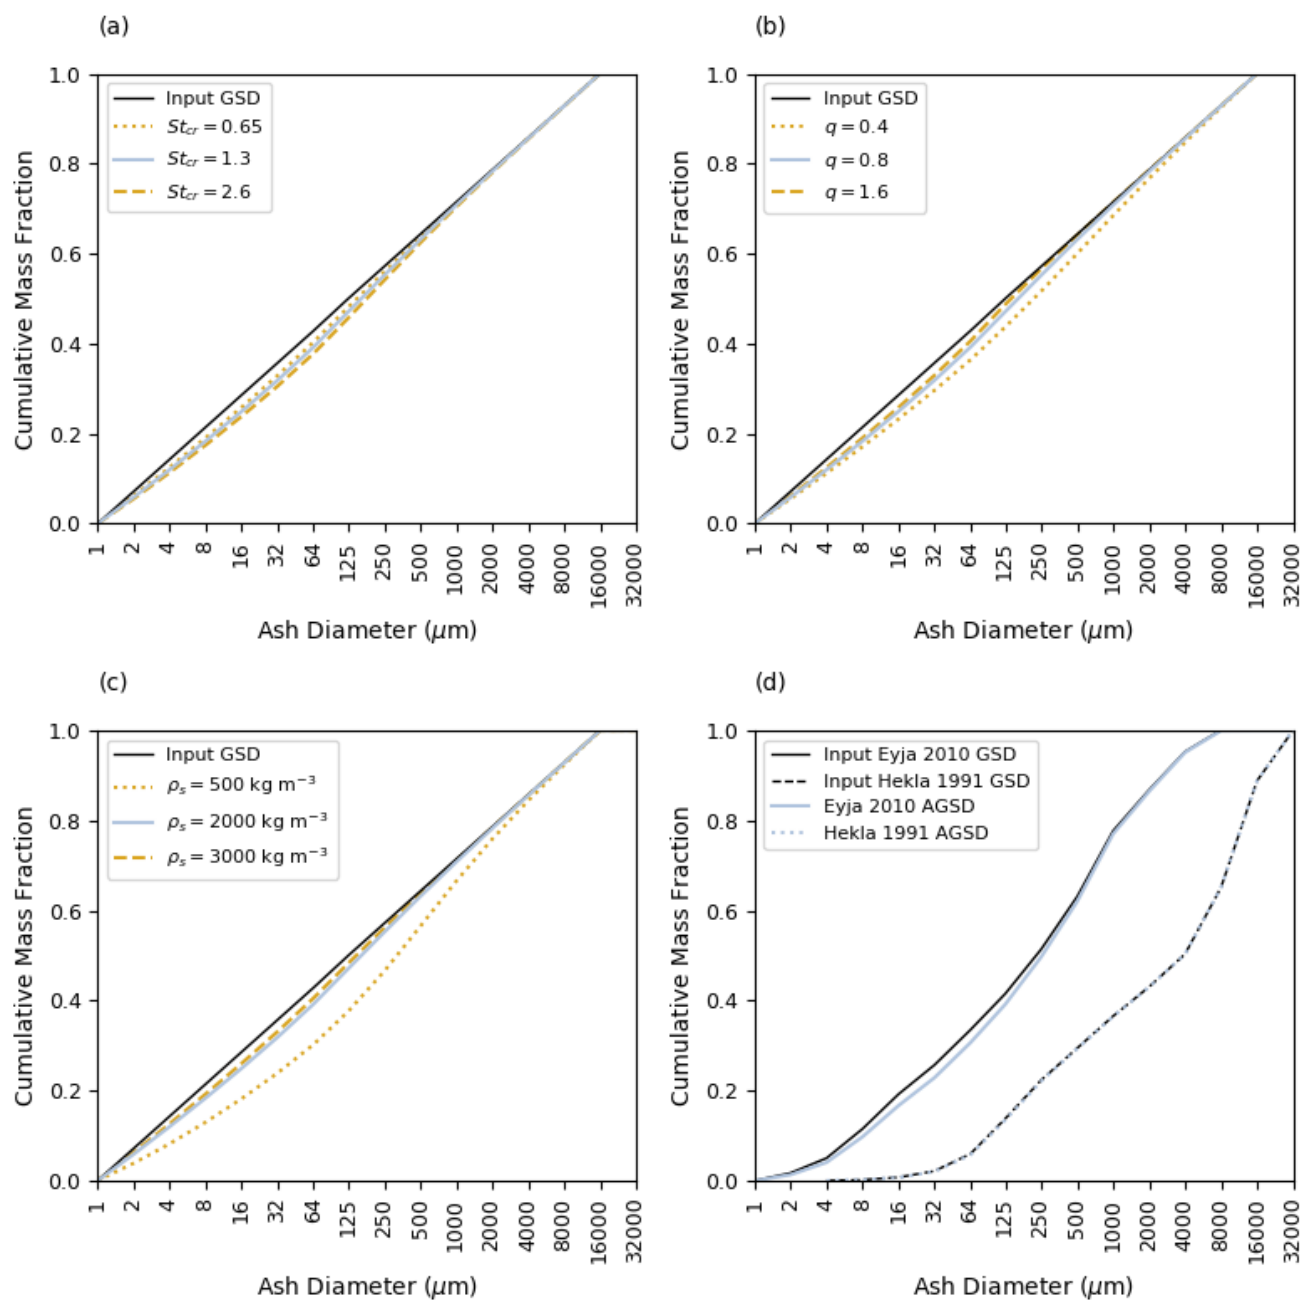 (a)
1.0
0.8
0.6
0.4
0.2
0.0
Cumulative Mass Fraction
Input GSD
St_cr = 0.65
St_cr = 1.3
St_cr = 2.6
1 2 4 8 16 32 64 125 250 500 1000 2000 4000 8000 16000 32000
Ash Diameter (μm)
(b)
1.0
0.8
0.6
0.4
0.2
0.0
Cumulative Mass Fraction
Input GSD
q = 0.4
q = 0.8
q = 1.6
1 2 4 8 16 32 64 125 250 500 1000 2000 4000 8000 16000 32000
Ash Diameter (μm)
(c)
1.0
0.8
0.6
0.4
0.2
0.0
Cumulative Mass Fraction
Input GSD
ρ_s = 500 kg m⁻³
ρ_s = 2000 kg m⁻³
ρ_s = 3000 kg m⁻³
1 2 4 8 16 32 64 125 250 500 1000 2000 4000 8000 16000 32000
Ash Diameter (μm)
(d)
1.0
0.8
0.6
0.4
0.2
0.0
Cumulative Mass Fraction
Input Eyja 2010 GSD
Input Hekla 1991 GSD
Eyja 2010 AGSD
Hekla 1991 AGSD
1 2 4 8 16 32 64 125 250 500 1000 2000 4000 8000 16000 32000
Ash Diameter (μm)